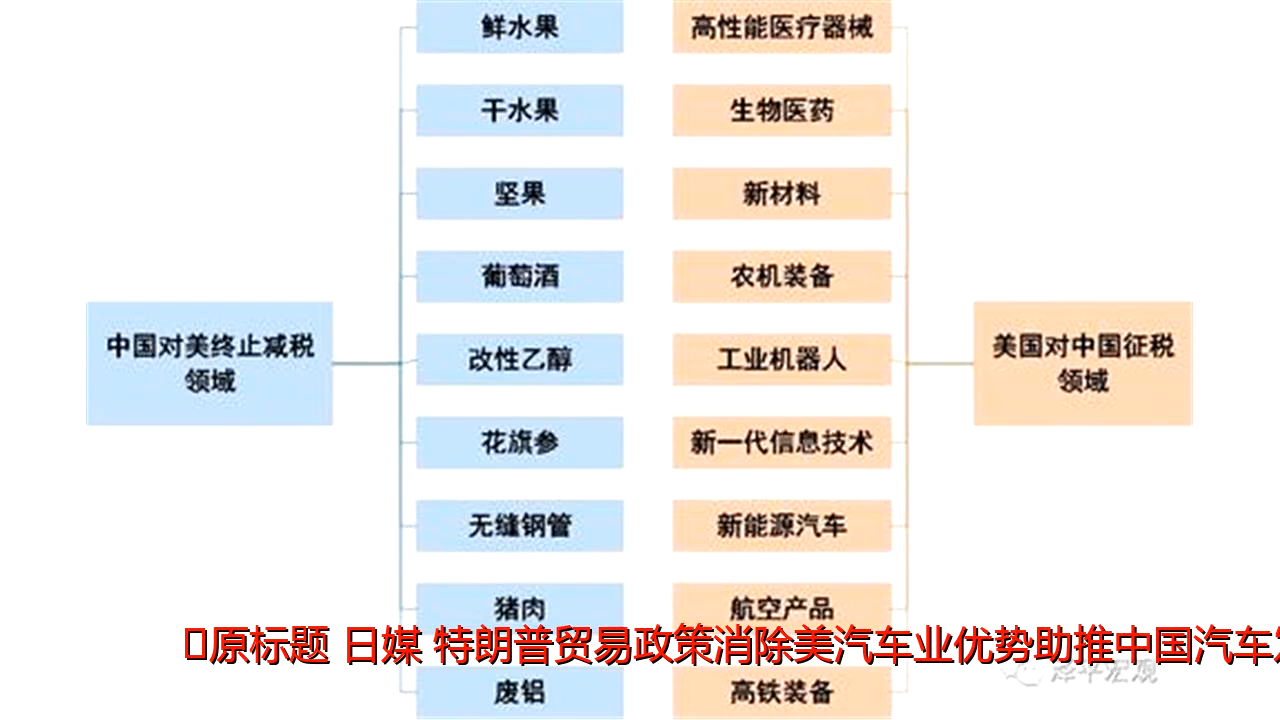 中国对美终止减税
领域
鲜水果
干水果
坚果
葡萄酒
改性乙醇
花旗参
无缝钢管
猪肉
废铝
高性能医疗器械
生物医药
新材料
农机装备
工业机器人
新一代信息技术
新能源汽车
航空产品
高铁装备
美国对中国征税
领域
原标题 日媒 特朗普贸易政策消除美汽车业优势助推中国汽车
泽平宏观